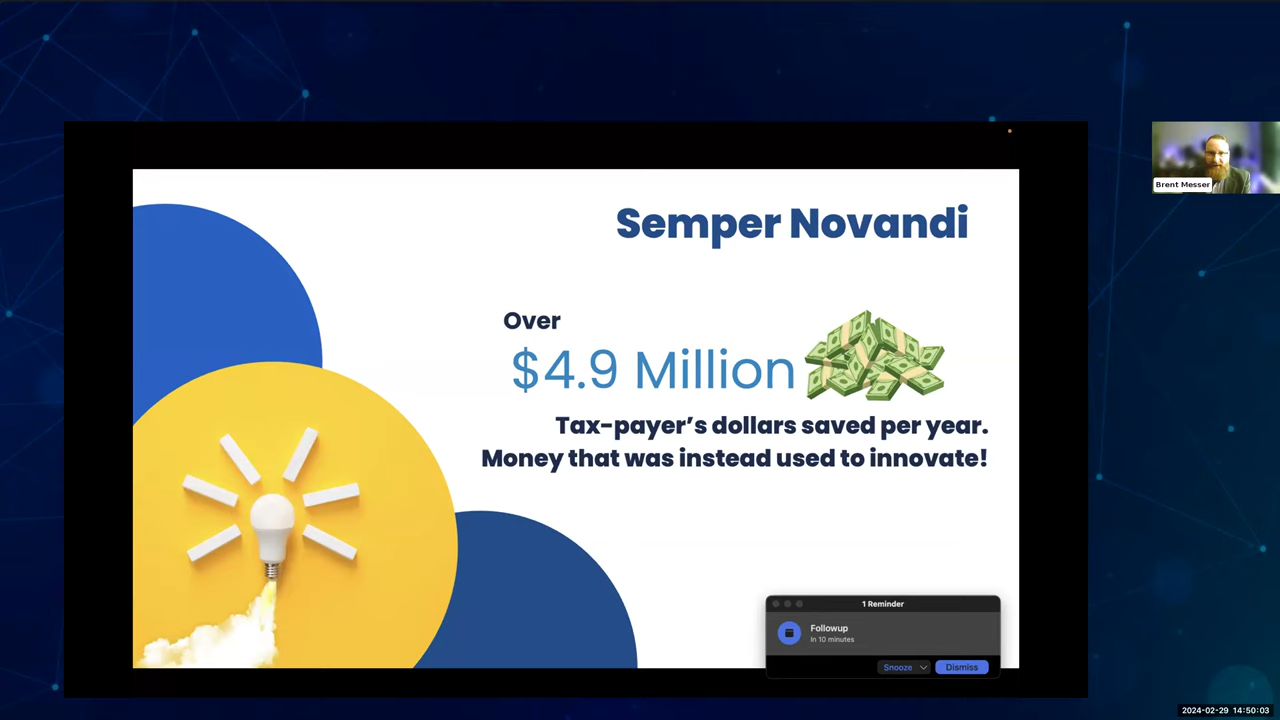 Semper Novandi
Over
$4.9 Million
Tax-payer’s dollars saved per year.
Money that was instead used to innovate!
Brent Messer
1 Reminder
Followup
In 10 minutes
Snooze
Dismiss
2024-02-29 14:50:03